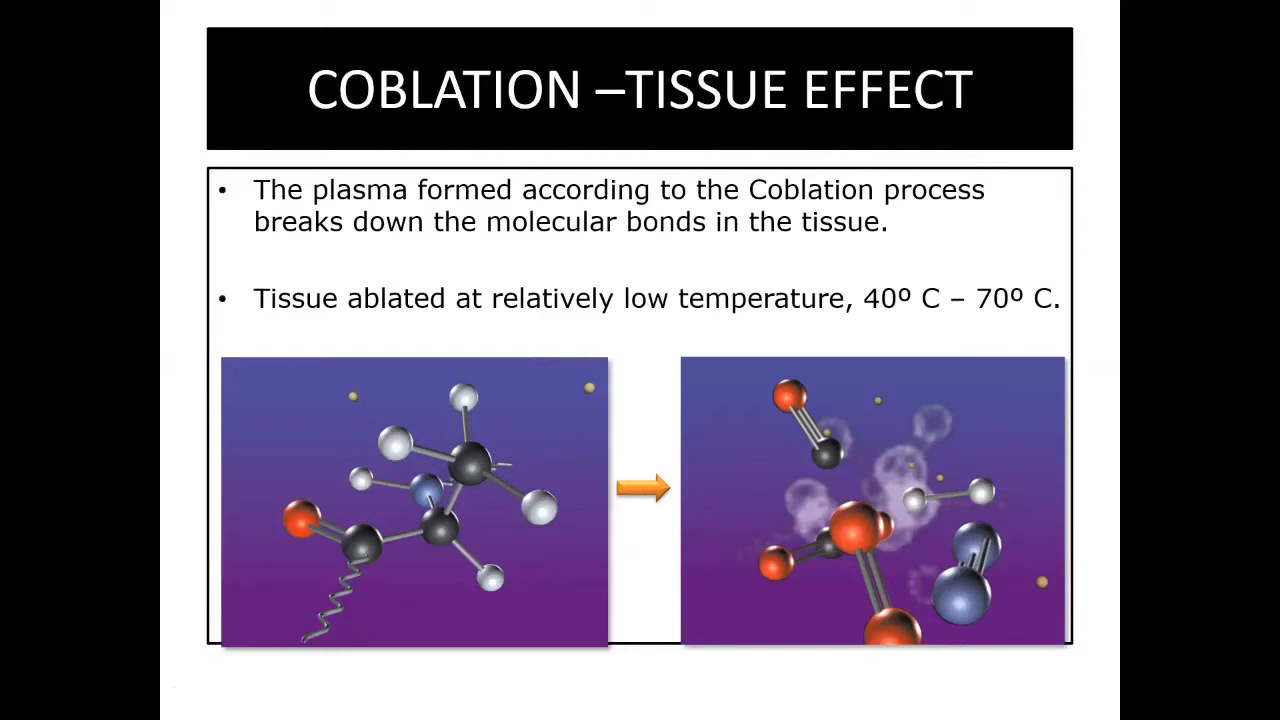 COBLATION –TISSUE EFFECT
• The plasma formed according to the Coblation process
breaks down the molecular bonds in the tissue.
• Tissue ablated at relatively low temperature, 40º C – 70º C.